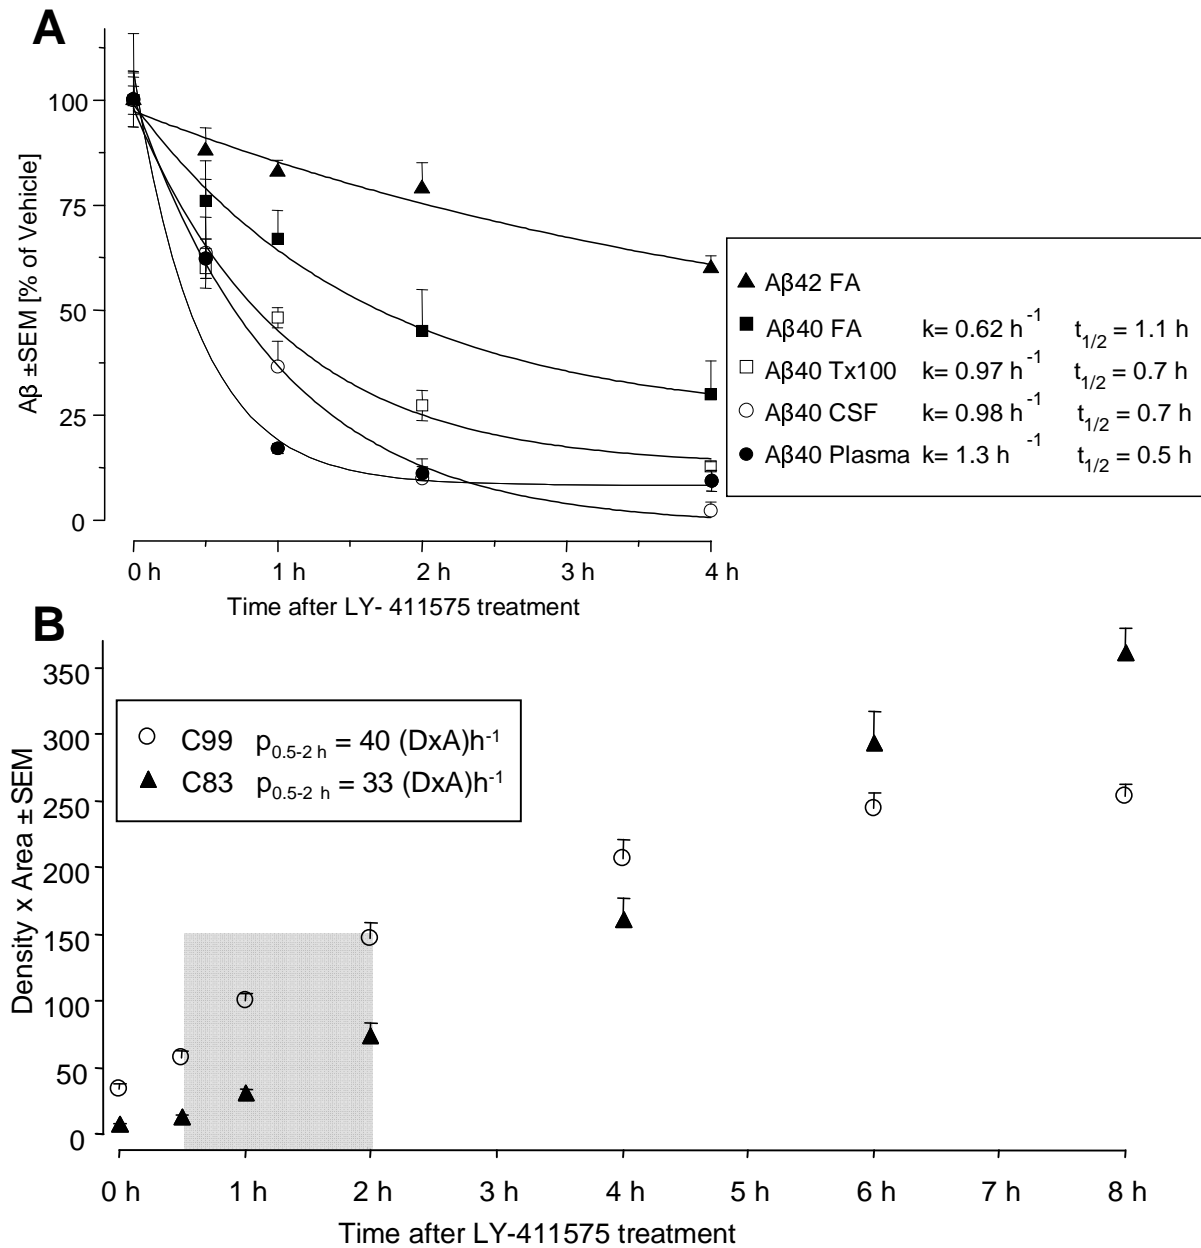 A
Aβ ±SEM [% of Vehicle]
100
75
50
25
0
0 h 1 h 2 h 3 h 4 h
Time after LY- 411575 treatment
Aβ42 FA
Aβ40 FA k= 0.62 h-1 t1/2 = 1.1 h
Aβ40 Tx100 k= 0.97 h-1 t1/2 = 0.7 h
Aβ40 CSF k= 0.98 h-1 t1/2 = 0.7 h
Aβ40 Plasma k= 1.3 h-1 t1/2 = 0.5 h
B
Density x Area ±SEM
350
300
250
200
150
100
50
0
C99 p0.5-2 h = 40 (DxA)h-1
C83 p0.5-2 h = 33 (DxA)h-1
0 h 1 h 2 h 3 h 4 h 5 h 6 h 7 h 8 h
Time after LY-411575 treatment